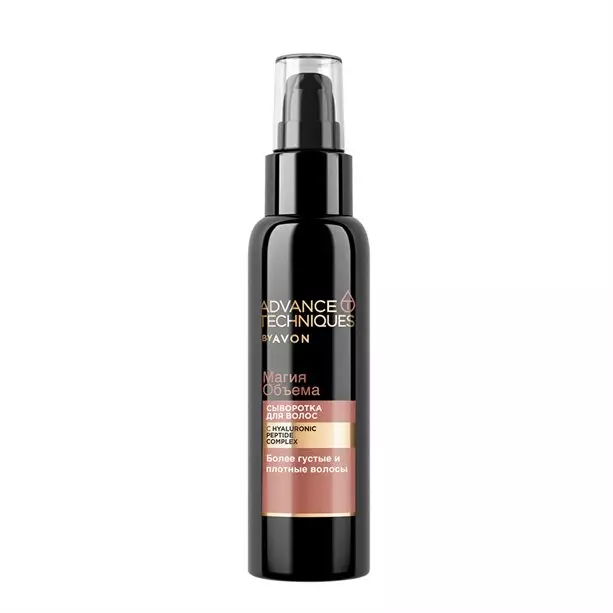 ADVANCE
TECHNIQUES
BY AVON
Магия
Объема
СЫВОРОТКА
ДЛЯ ВОЛОС
С HYALURONIC
PEPTIDE
COMPLEX
Более густые и
плотные волосы